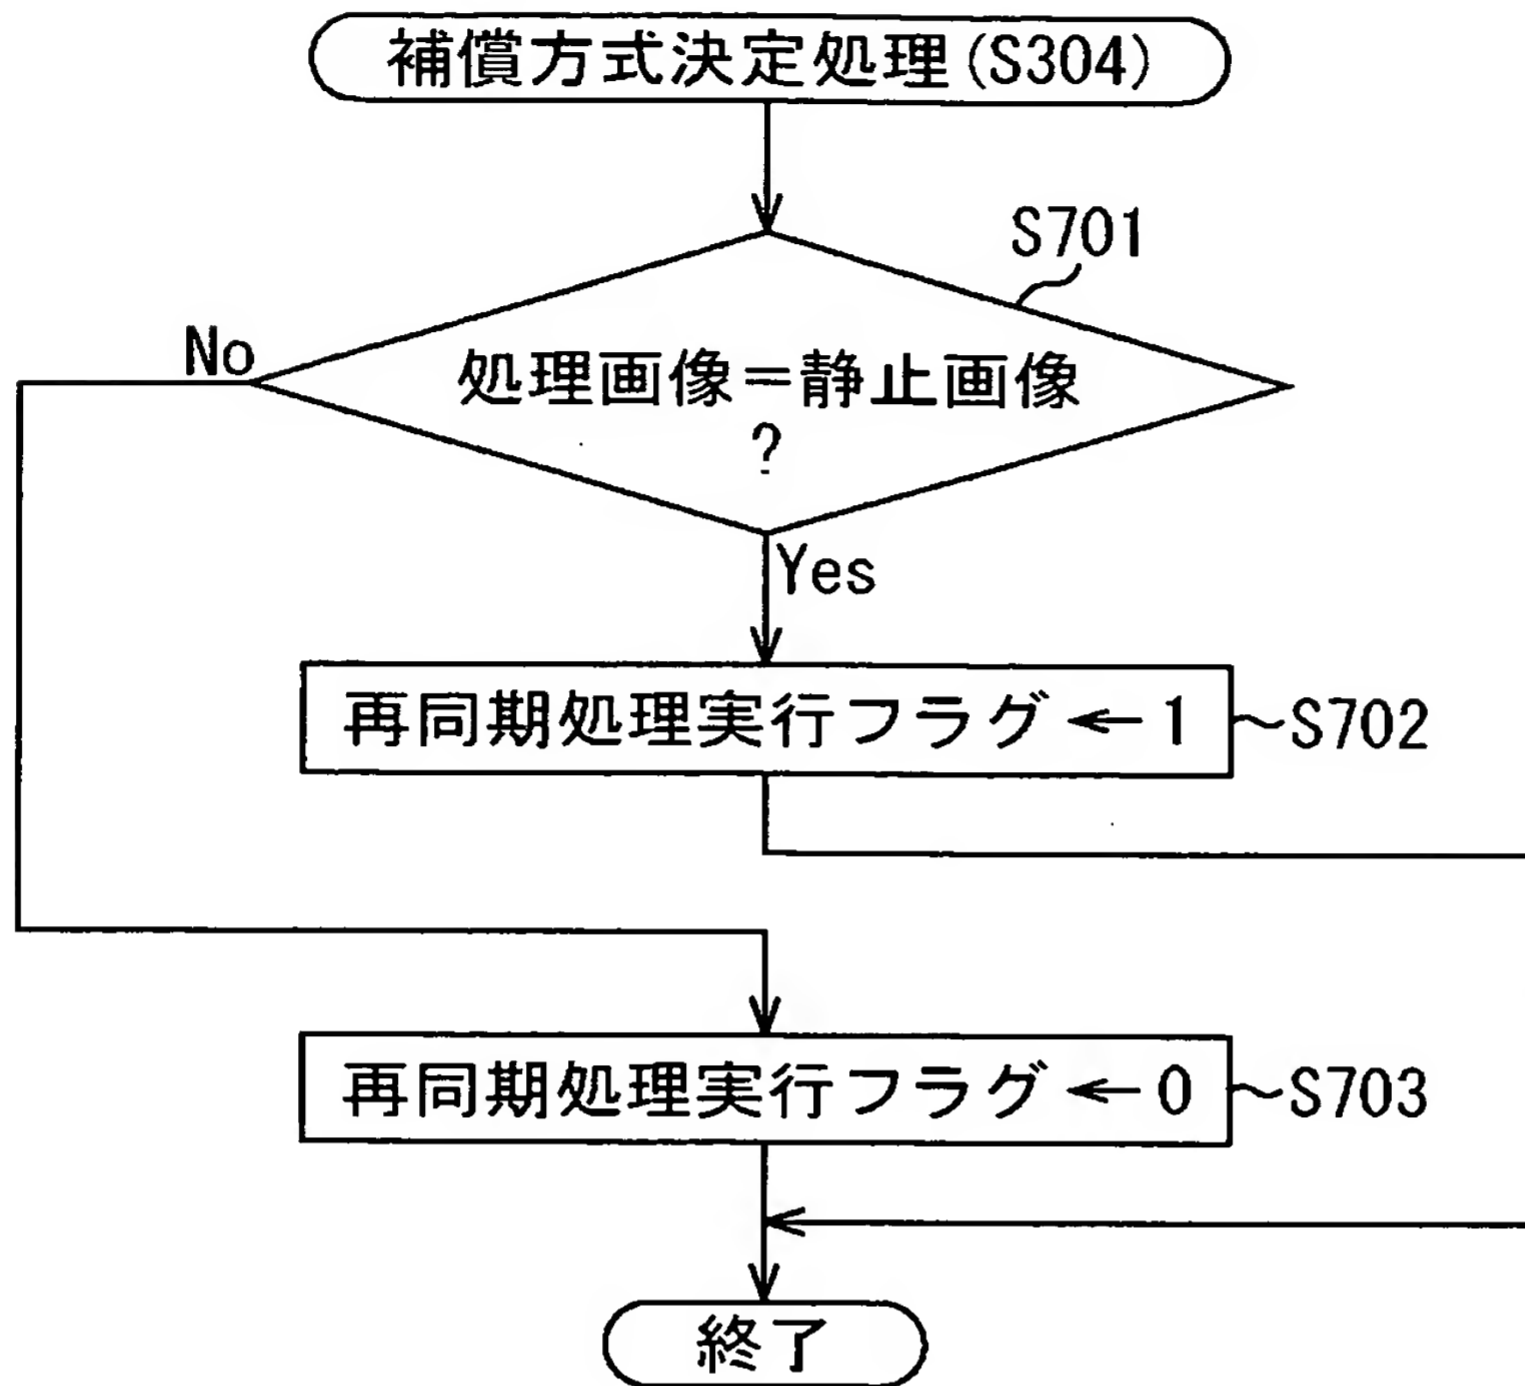 補償方式決定処理(S304)
S701
No
処理画像=静止画像
?
Yes
再同期処理実行フラグ←1
S702
再同期処理実行フラグ←0
S703
終了